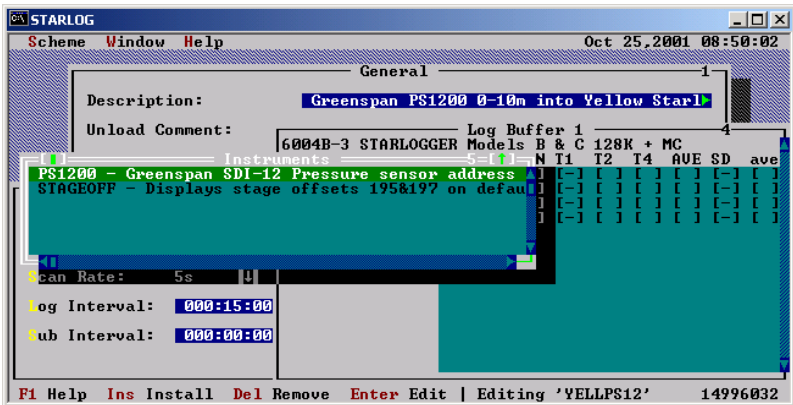 STARLOG
Scheme Window Help Oct 25,2001 08:50:02
General 1
Description: Greenspan PS1200 0-10m into Yellow Starl
Unload Comment:
Log Buffer 1 4
6004B-3 STARLOGGER Models B & C 128K + MC
Instruments 5=[↑]
N T1 T2 T4 AVE SD ave
PS1200 - Greenspan SDI-12 Pressure sensor address
] [-] [ ] [ ] [ ] [-] [ ]
STAGEOFF - Displays stage offsets 195&197 on defau
] [-] [ ] [ ] [ ] [-] [ ]
] [-] [ ] [ ] [ ] [-] [ ]
Scan Rate: 5s
Log Interval: 000:15:00
Sub Interval: 000:00:00
F1 Help Ins Install Del Remove Enter Edit | Editing 'YELLPS12' 14996032